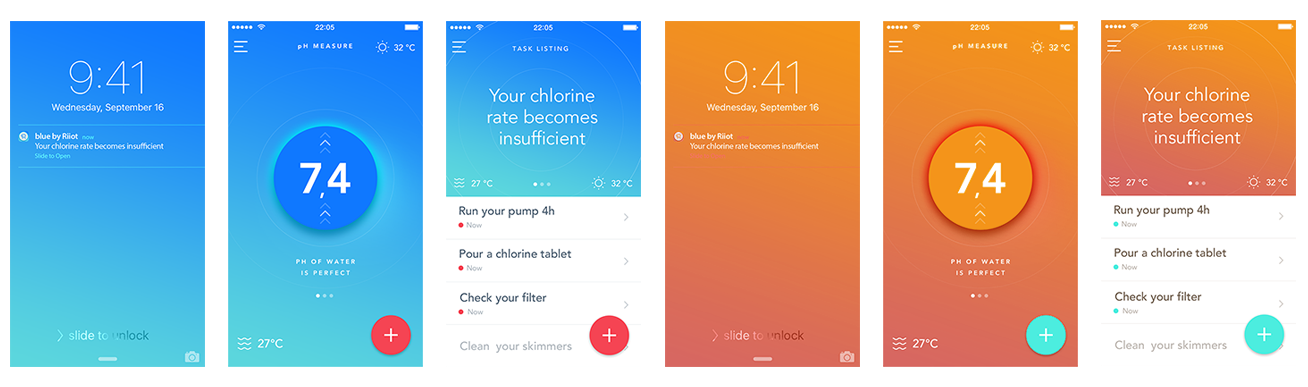 9:41
Wednesday, September 16
blue by Riiot now
Your chlorine rate becomes insufficient
Slide to Open
slide to unlock
22:05
pH MEASURE
32 °C
7,4
PH OF WATER
IS PERFECT
27°C
+
22:05
TASK LISTING
Your chlorine
rate becomes
insufficient
27 °C
32 °C
Run your pump 4h
Now
Pour a chlorine tablet
Now
Check your filter
Now
Clean your skimmers
+
9:41
Wednesday, September 16
blue by Riiot now
Your chlorine rate becomes insufficient
slide to unlock
22:05
pH MEASURE
32 °C
7,4
PH OF WATER
IS PERFECT
27°C
+
22:05
TASK LISTING
Your chlorine
rate becomes
insufficient
27 °C
32 °C
Run your pump 4h
Now
Pour a chlorine tablet
Now
Check your filter
Now
Clean your skimmers
+